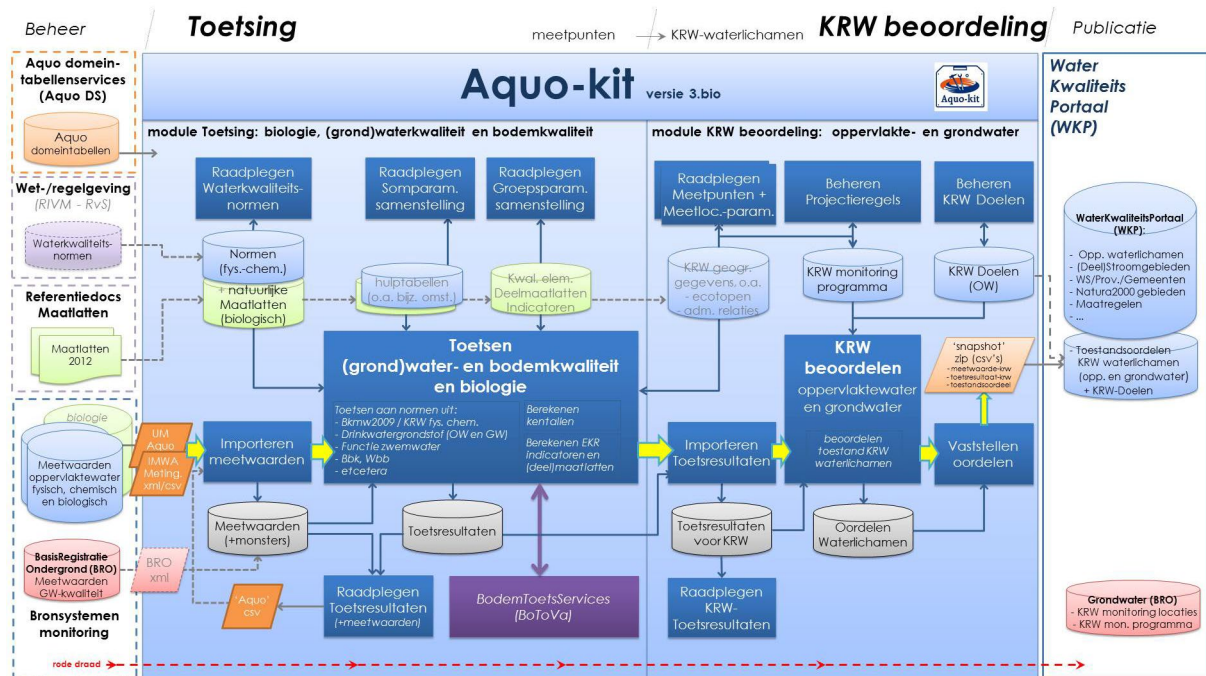 Beheer
Toetsing
meetpunten
KRW-waterlichamen
KRW beoordeling
Publicatie
Aquo domein-
tabellenservices
(Aquo DS)
Aquo
domeintabellen
Wet-/regelgeving
(RIVM - RvS)
Waterkwaliteits-
normen
Referentiedocs
Maatlatten
Maatlatten
2012
biologie
Meetwaarden
oppervlaktewater
fysisch, chemisch
en biologisch
BasisRegistratie
Ondergrond (BRO)
Meetwaarden
GW-kwaliteit
Bronsystemen
monitoring
rode draad
Aquo-kit versie 3.bio
Aquo-kit
module Toetsing: biologie, (grond)waterkwaliteit en bodemkwaliteit
Raadplegen
Waterkwaliteits-
normen
Raadplegen
Somparam.
samenstelling
Raadplegen
Groepsparam.
samenstelling
Normen
(fys.-chem.)
+ natuurlijke
Maatlatten
(biologisch)
hulptabellen
(o.a. bijz. omst.)
Kwal. elem.
Deelmaatlatten
Indicatoren
Toetsen
(grond)water- en bodemkwaliteit
en biologie
Toetsen aan normen uit:
- Bkmw2009 / KRW fys. chem.
- Drinkwatergrondstof (OW en GW)
- Functie zwemwater
- Bbk, Wbb
- etcetera
Berekenen
kentallen
Berekenen EKR
indicatoren en
(deel)maatlatten
UM
Aquo
IMWA
Meting.
xml/csv
Importeren
meetwaarden
Meetwaarden
(+monsters)
Toetsresultaten
BRO
xml
'Aquo'
csv
Raadplegen
Toetsresultaten
(+meetwaarden)
BodemToetsServices
(BoToVa)
module KRW beoordeling: oppervlakte- en grondwater
Raadplegen
Meetpunten +
Meetloc.-param.
Beheren
Projectieregels
Beheren
KRW Doelen
KRW geogr.
gegevens. o.a.
- ecotopen
- adm. relaties
KRW monitoring
programma
KRW Doelen
(OW)
KRW
beoordelen
oppervlaktewater
en grondwater
beoordelen
toestand KRW
waterlichamen
'snapshot'
zip (csv's)
- meetwaarde-krw
- toetsresultaat-krw
- toestandsoordeel
Importeren
Toetsresultaten
Vaststellen
oordelen
Toetsresultaten
voor KRW
Oordelen
Waterlichamen
Raadplegen
KRW-
Toetsresultaten
Water
Kwaliteits
Portaal
(WKP)
WaterKwaliteitsPortaal
(WKP):
- Opp. waterlichamen
- (Deel)Stroomgebieden
- WS/Prov./Gemeenten
- Natura2000 gebieden
- Maatregelen
- ...
- Toestandsoordelen
KRW waterlichamen
(opp. en grondwater)
+ KRW-Doelen
Grondwater (BRO)
- KRW monitoring locaties
- KRW mon. programma